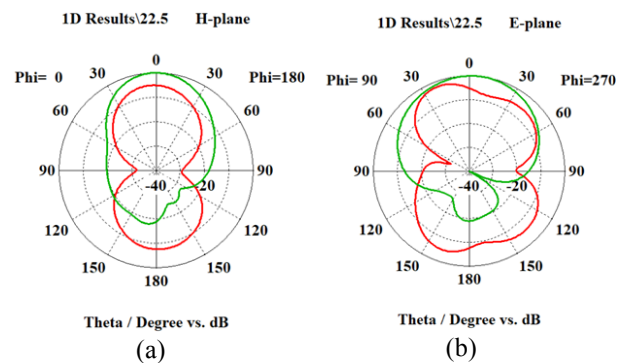 1D Results\22.5 H-plane
0
Phi= 0 30 30 Phi=180
60 60
90 90
-40 -20
120 120
150 150
180
Theta / Degree vs. dB
(a)
1D Results\22.5 E-plane
0
Phi= 90 30 30 Phi=270
60 60
90 90
-40 -20
120 120
150 150
180
Theta / Degree vs. dB
(b)